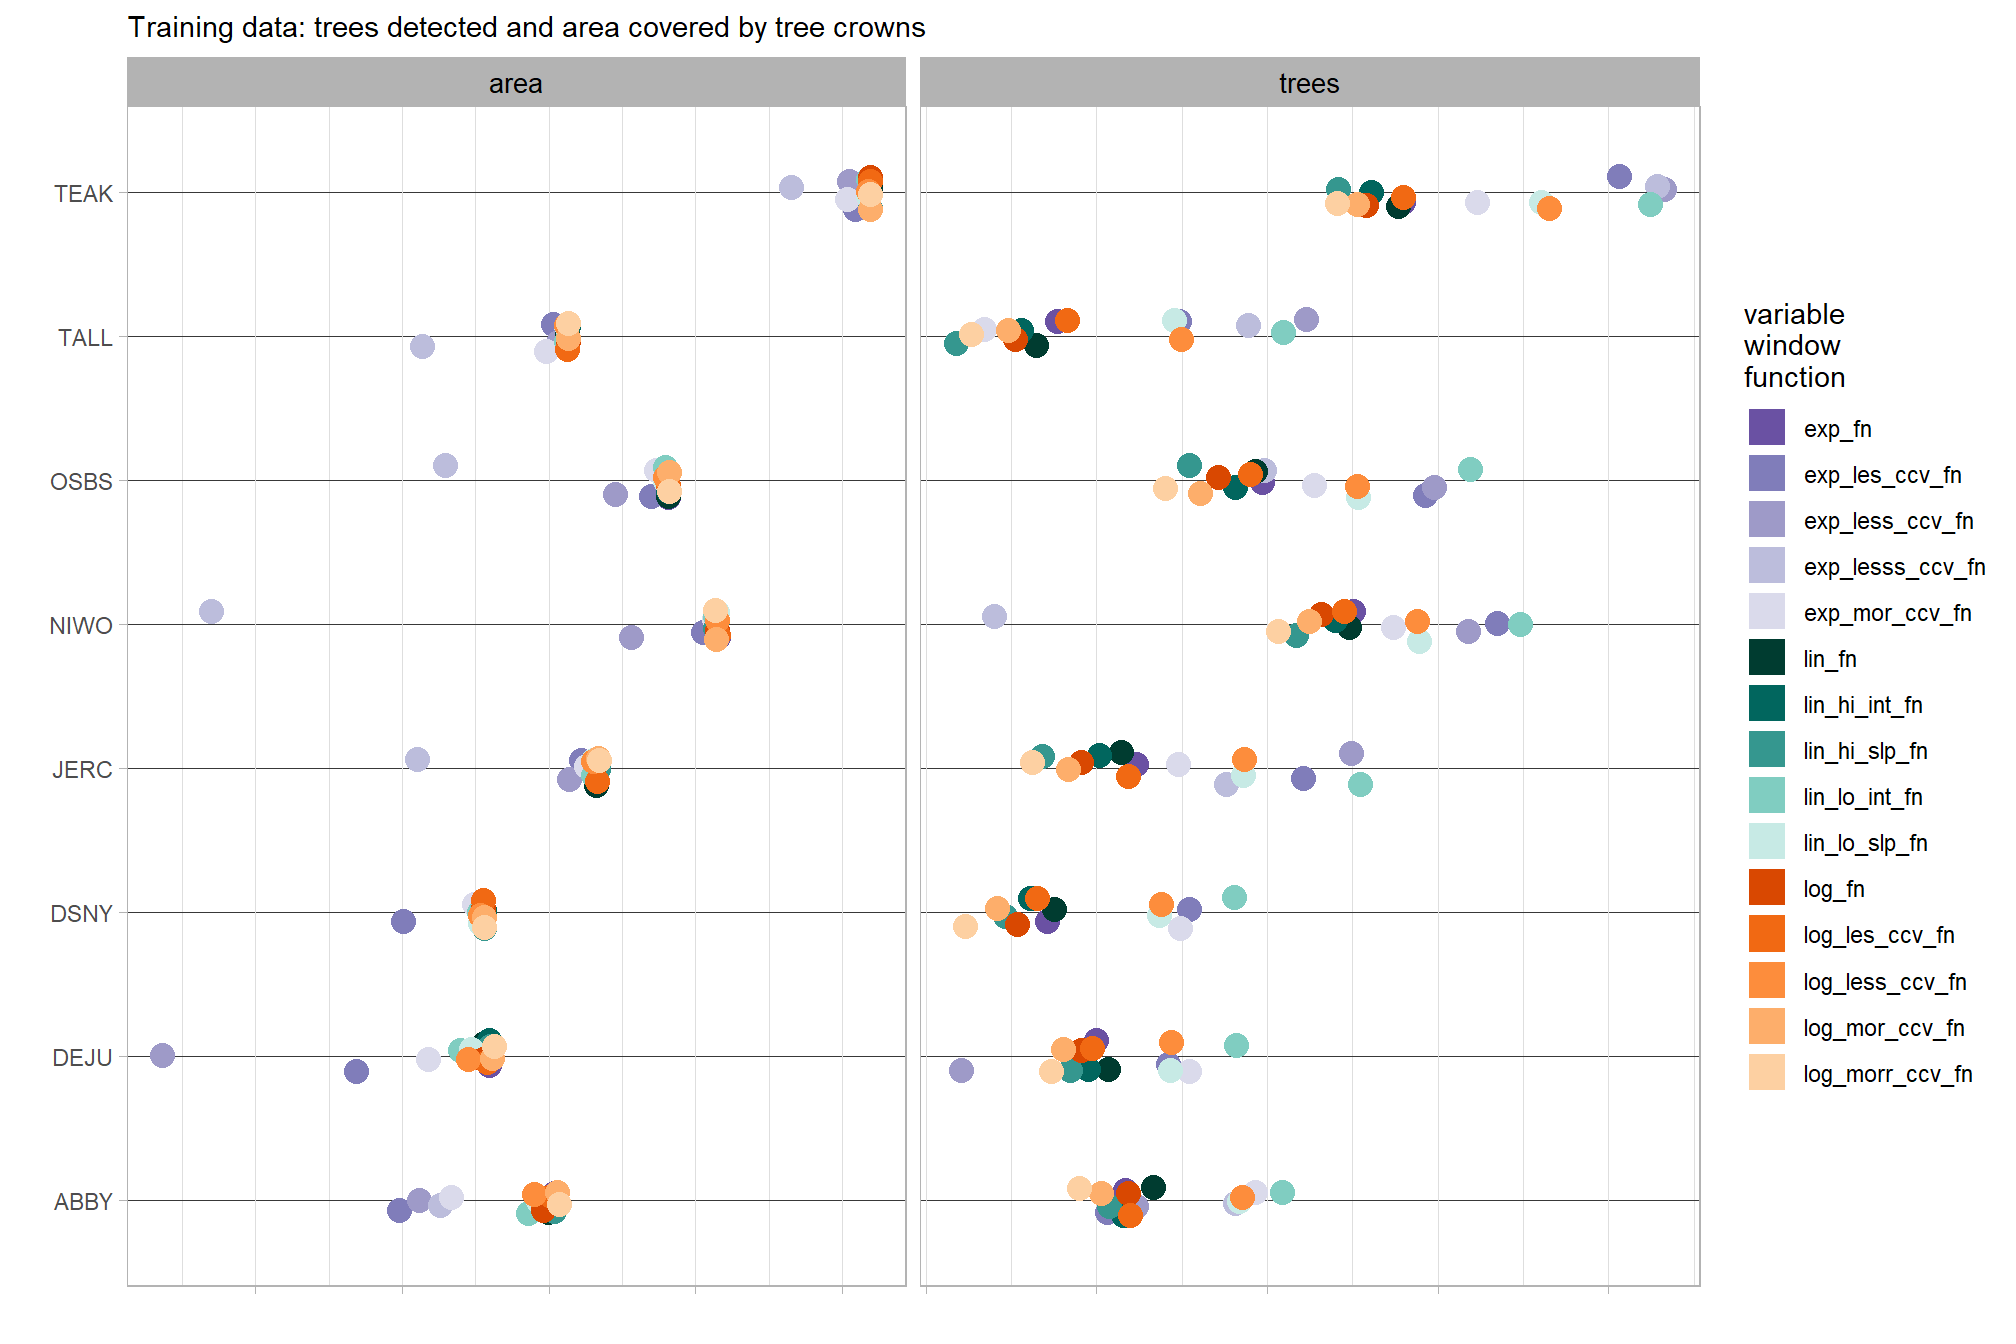 Training data: trees detected and area covered by tree crowns
area
trees
TEAK
TALL
OSBS
NIWO
JERC
DSNY
DEJU
ABBY
variable
window
function
exp_fn
exp_les_ccv_fn
exp_less_ccv_fn
exp_lesss_ccv_fn
exp_mor_ccv_fn
lin_fn
lin_hi_int_fn
lin_hi_slp_fn
lin_lo_int_fn
lin_lo_slp_fn
log_fn
log_les_ccv_fn
log_less_ccv_fn
log_mor_ccv_fn
log_morr_ccv_fn